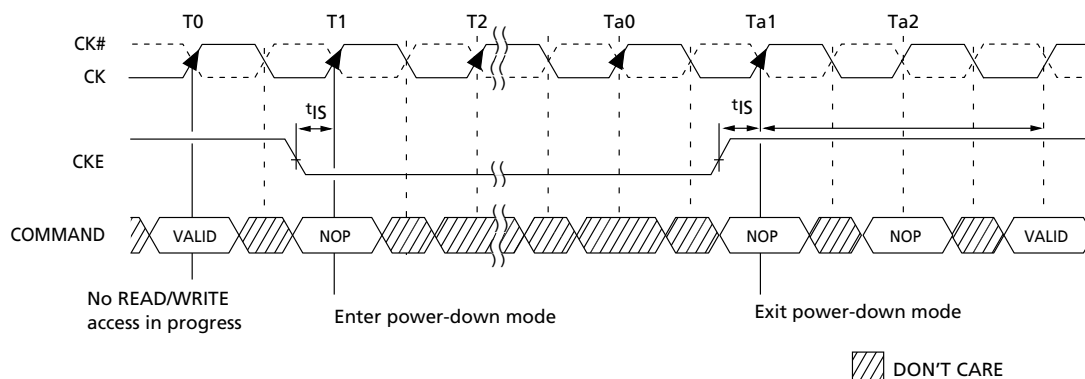 T0 T1 T2 Ta0 Ta1 Ta2
CK#
CK
tIS tIS
CKE
COMMAND VALID NOP NOP NOP VALID
No READ/WRITE
access in progress
Enter power-down mode
Exit power-down mode
DON'T CARE